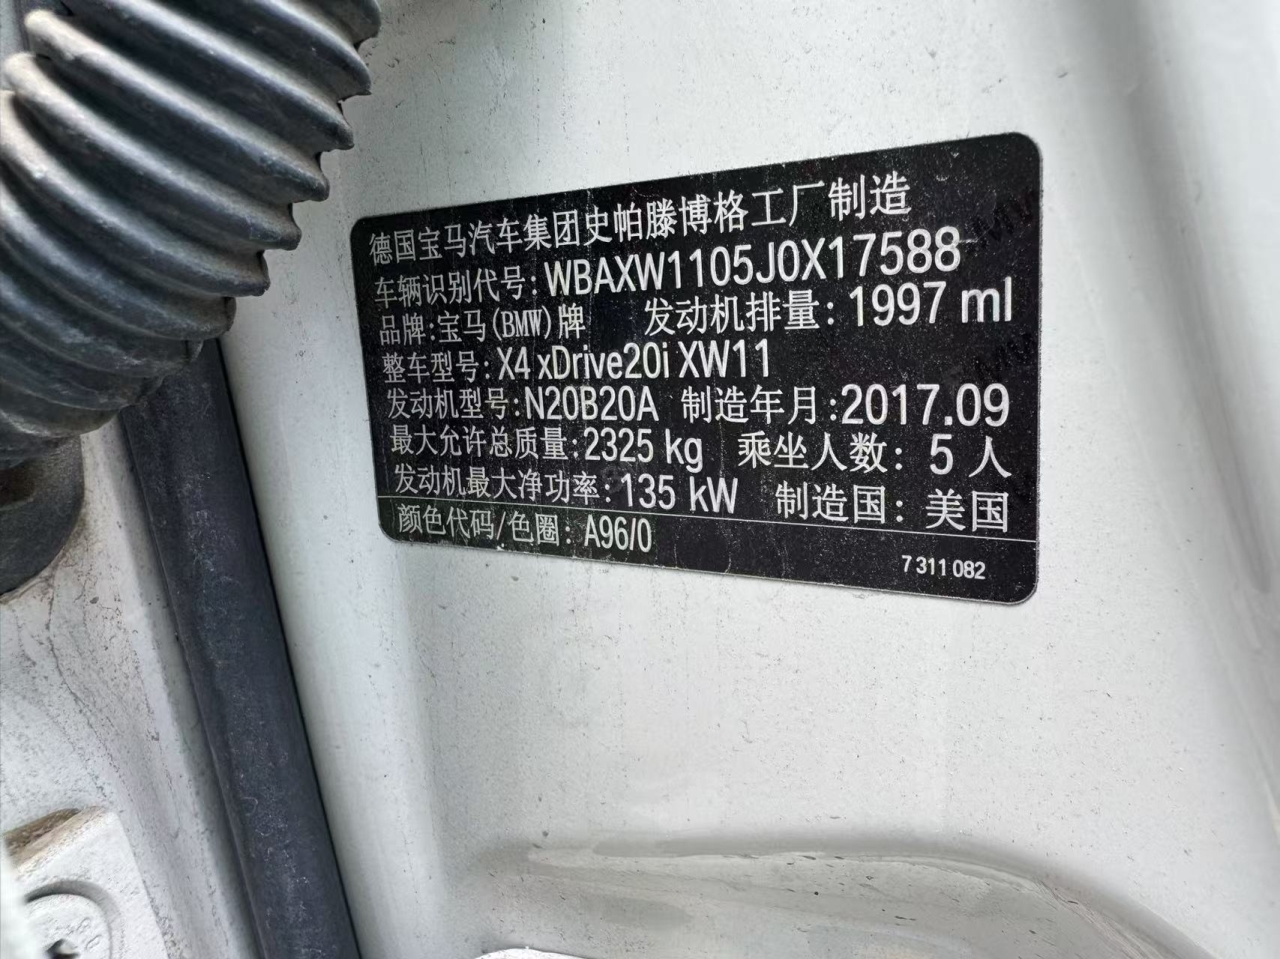 德国宝马汽车集团史帕滕博格工厂制造
车辆识别代号: WBAXW1105J0X17588
品牌:宝马(BMW)牌 发动机排量: 1997 ml
整车型号: X4 xDrive20i XW11
发动机型号: N20B20A 制造年月:2017.09
最大允许总质量: 2325 kg 乘坐人数: 5 人
发动机最大净功率: 135 kW 制造国: 美国
颜色代码/色圈: A96/0
7 311 082